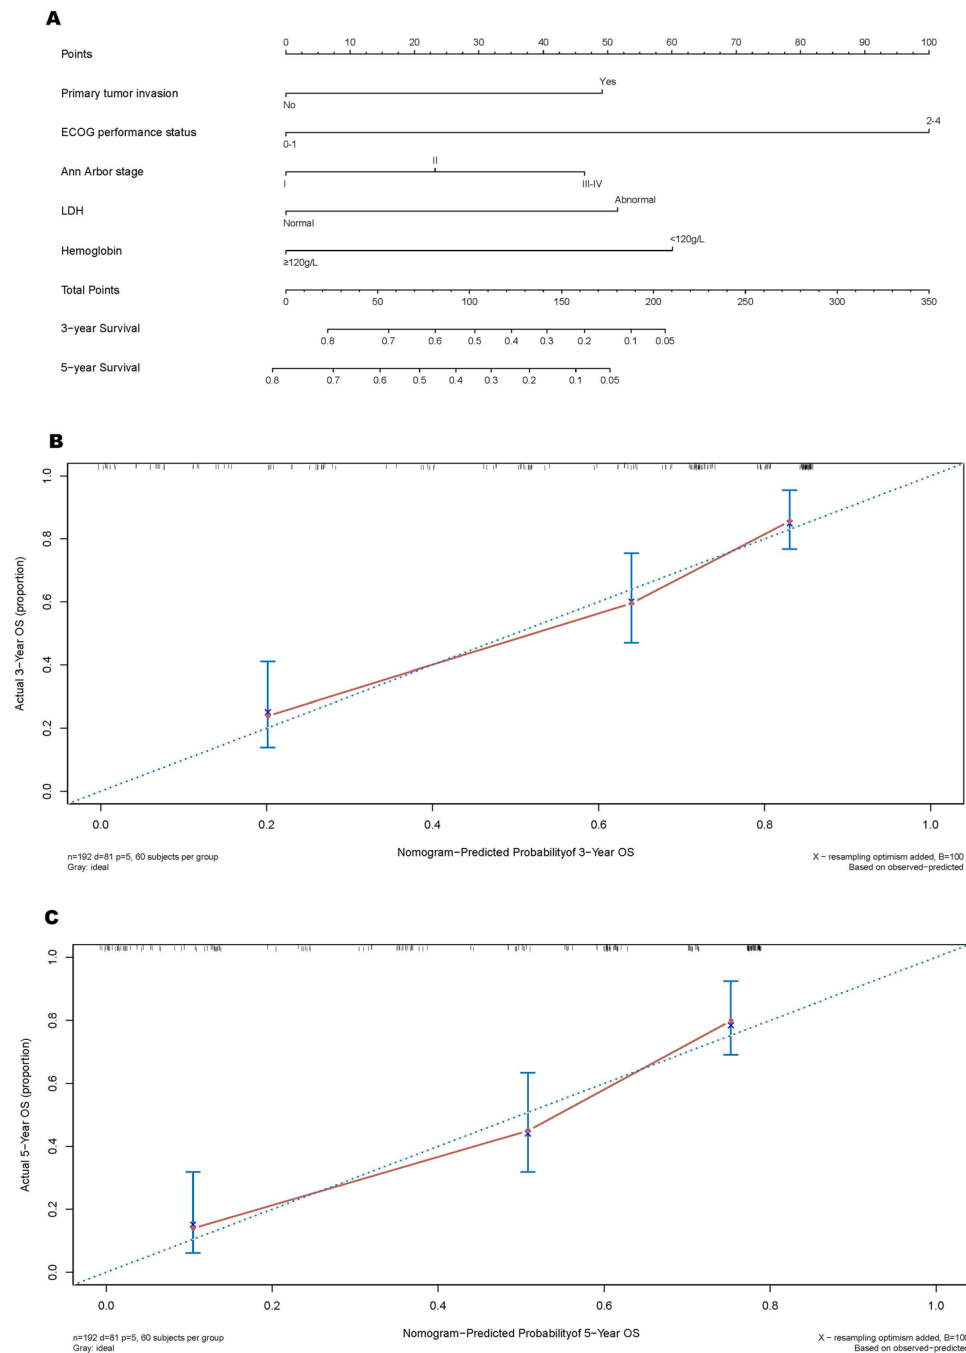 A
Points
0 10 20 30 40 50 60 70 80 90 100
Primary tumor invasion
Yes
No
ECOG performance status
2-4
0-1
Ann Arbor stage
II
I
III-IV
LDH
Abnormal
Normal
Hemoglobin
<120g/L
≥120g/L
Total Points
0 50 100 150 200 250 300 350
3−year Survival
0.8 0.7 0.6 0.5 0.4 0.3 0.2 0.1 0.05
5−year Survival
0.8 0.7 0.6 0.5 0.4 0.3 0.2 0.1 0.05
B
Actual 3−Year OS (proportion)
1.0
0.8
0.6
0.4
0.2
0.0
0.0 0.2 0.4 0.6 0.8 1.0
Nomogram−Predicted Probabilityof 3−Year OS
n=192 d=81 p=5, 60 subjects per group
Gray: ideal
X − resampling optimism added, B=100
Based on observed−predicted
C
Actual 5−Year OS (proportion)
1.0
0.8
0.6
0.4
0.2
0.0
0.0 0.2 0.4 0.6 0.8 1.0
Nomogram−Predicted Probabilityof 5−Year OS
n=192 d=81 p=5, 60 subjects per group
Gray: ideal
X − resampling optimism added, B=100
Based on observed−predicted